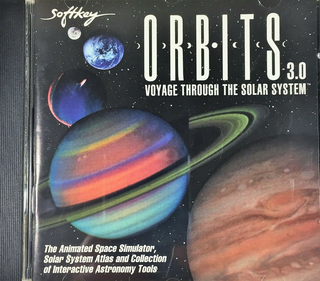 Softkey
ORBITS 3.0
VOYAGE THROUGH THE SOLAR SYSTEM™
The Animated Space Simulator,
Solar System Atlas and Collection
of Interactive Astronomy Tools